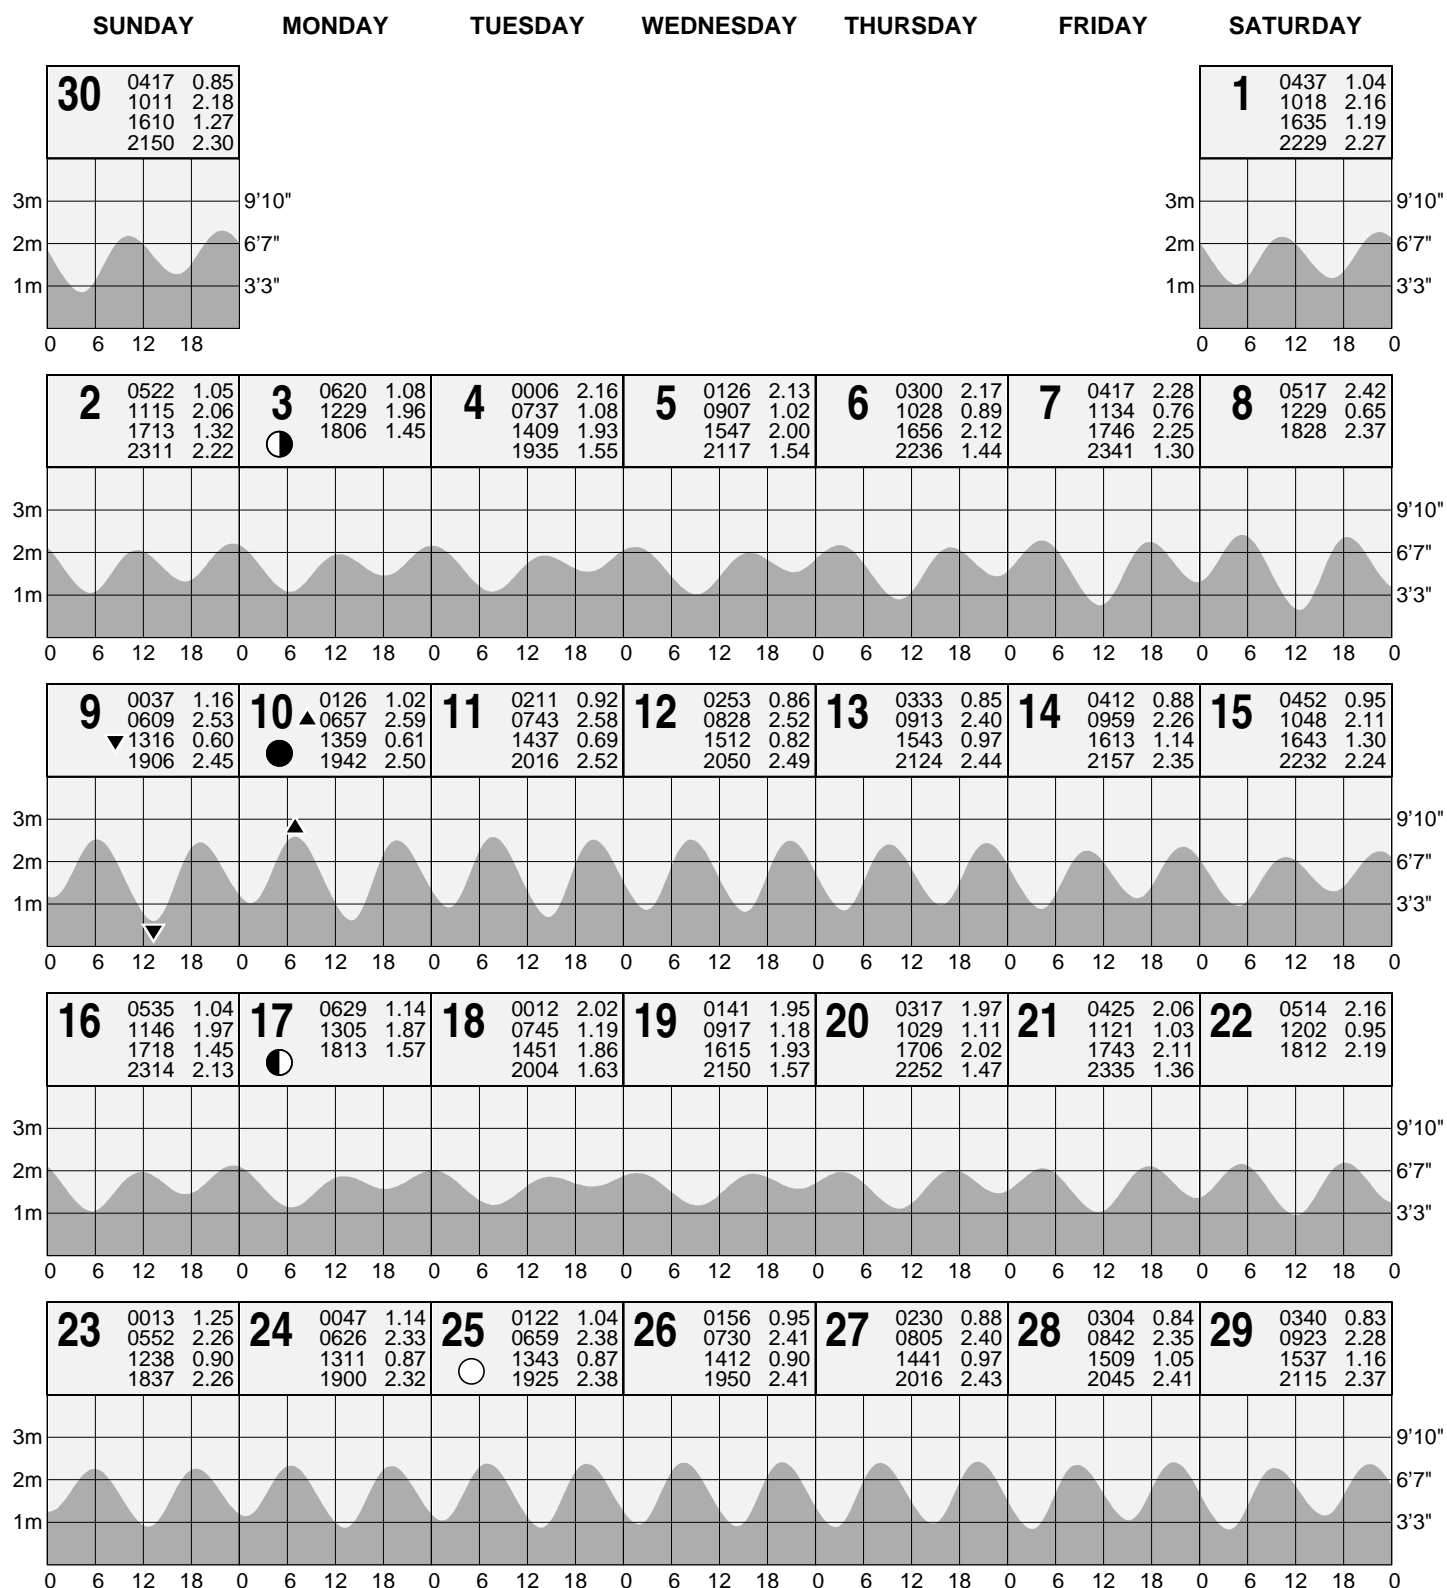 SUNDAY MONDAY TUESDAY WEDNESDAY THURSDAY FRIDAY SATURDAY
30 0417 0.85
1011 2.18
1610 1.27
2150 2.30
1 0437 1.04
1018 2.16
1635 1.19
2229 2.27
3m 9'10" 3m 9'10"
2m 6'7" 2m 6'7"
1m 3'3" 1m 3'3"
0 6 12 18 0 6 12 18 0
2 0522 1.05
1115 2.06
1713 1.32
2311 2.22
3 0620 1.08
1229 1.96
1806 1.45
4 0006 2.16
0737 1.08
1409 1.93
1935 1.55
5 0126 2.13
0907 1.02
1547 2.00
2117 1.54
6 0300 2.17
1028 0.89
1656 2.12
2236 1.44
7 0417 2.28
1134 0.76
1746 2.25
2341 1.30
8 0517 2.42
1229 0.65
1828 2.37
3m 9'10"
2m 6'7"
1m 3'3"
0 6 12 18 0 6 12 18 0 6 12 18 0 6 12 18 0 6 12 18 0 6 12 18 0 6 12 18 0
9 0037 1.16
0609 2.53
1316 0.60
1906 2.45
10 0126 1.02
0657 2.59
1359 0.61
1942 2.50
11 0211 0.92
0743 2.58
1437 0.69
2016 2.52
12 0253 0.86
0828 2.52
1512 0.82
2050 2.49
13 0333 0.85
0913 2.40
1543 0.97
2124 2.44
14 0412 0.88
0959 2.26
1613 1.14
2157 2.35
15 0452 0.95
1048 2.11
1643 1.30
2232 2.24
3m 9'10"
2m 6'7"
1m 3'3"
0 6 12 18 0 6 12 18 0 6 12 18 0 6 12 18 0 6 12 18 0 6 12 18 0 6 12 18 0
16 0535 1.04
1146 1.97
1718 1.45
2314 2.13
17 0629 1.14
1305 1.87
1813 1.57
18 0012 2.02
0745 1.19
1451 1.86
2004 1.63
19 0141 1.95
0917 1.18
1615 1.93
2150 1.57
20 0317 1.97
1029 1.11
1706 2.02
2252 1.47
21 0425 2.06
1121 1.03
1743 2.11
2335 1.36
22 0514 2.16
1202 0.95
1812 2.19
3m 9'10"
2m 6'7"
1m 3'3"
0 6 12 18 0 6 12 18 0 6 12 18 0 6 12 18 0 6 12 18 0 6 12 18 0 6 12 18 0
23 0013 1.25
0552 2.26
1238 0.90
1837 2.26
24 0047 1.14
0626 2.33
1311 0.87
1900 2.32
25 0122 1.04
0659 2.38
1343 0.87
1925 2.38
26 0156 0.95
0730 2.41
1412 0.90
1950 2.41
27 0230 0.88
0805 2.40
1441 0.97
2016 2.43
28 0304 0.84
0842 2.35
1509 1.05
2045 2.41
29 0340 0.83
0923 2.28
1537 1.16
2115 2.37
3m 9'10"
2m 6'7"
1m 3'3"
0 6 12 18 0 6 12 18 0 6 12 18 0 6 12 18 0 6 12 18 0 6 12 18 0 6 12 18 0